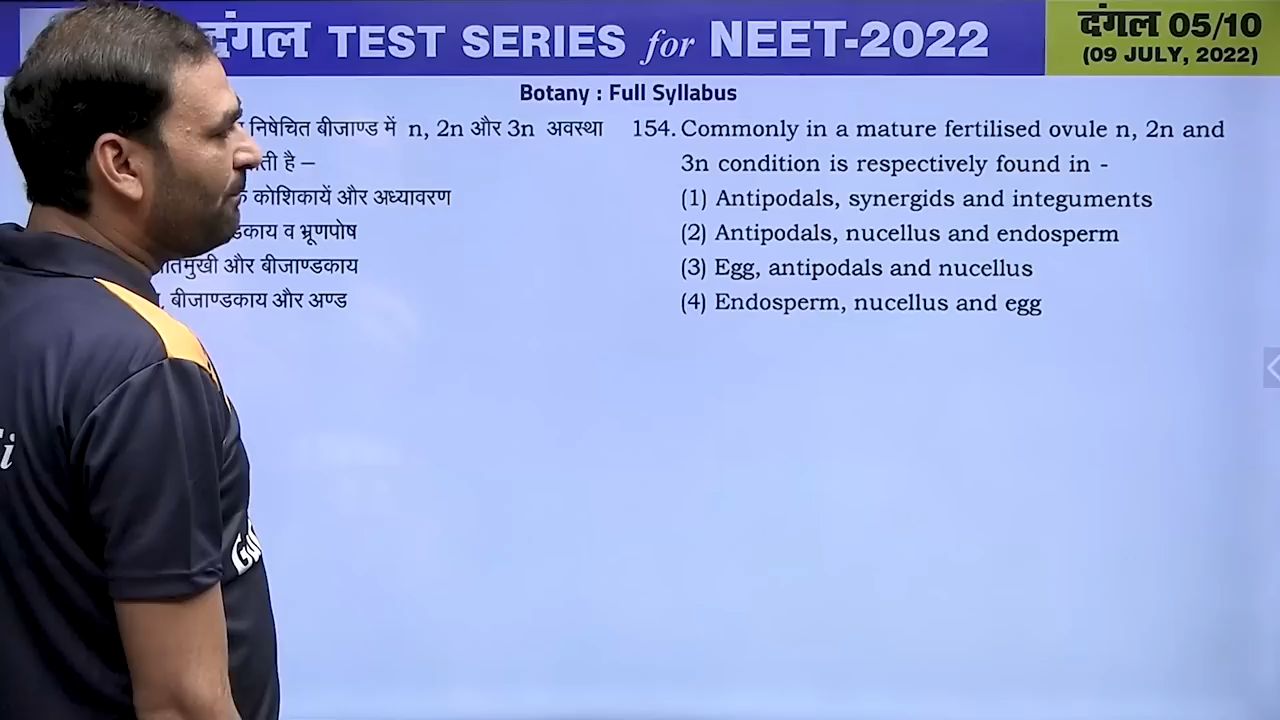 दंगल TEST SERIES for NEET-2022
दंगल 05/10
(09 JULY, 2022)
Botany : Full Syllabus
निषेचित बीजाण्ड में n, 2n और 3n अवस्था
है –
कोशिकायें और अध्यावरण
व भ्रूणपोष
और बीजाण्डकाय
बीजाण्डकाय और अण्ड
154. Commonly in a mature fertilised ovule n, 2n and
3n condition is respectively found in -
(1) Antipodals, synergids and integuments
(2) Antipodals, nucellus and endosperm
(3) Egg, antipodals and nucellus
(4) Endosperm, nucellus and egg